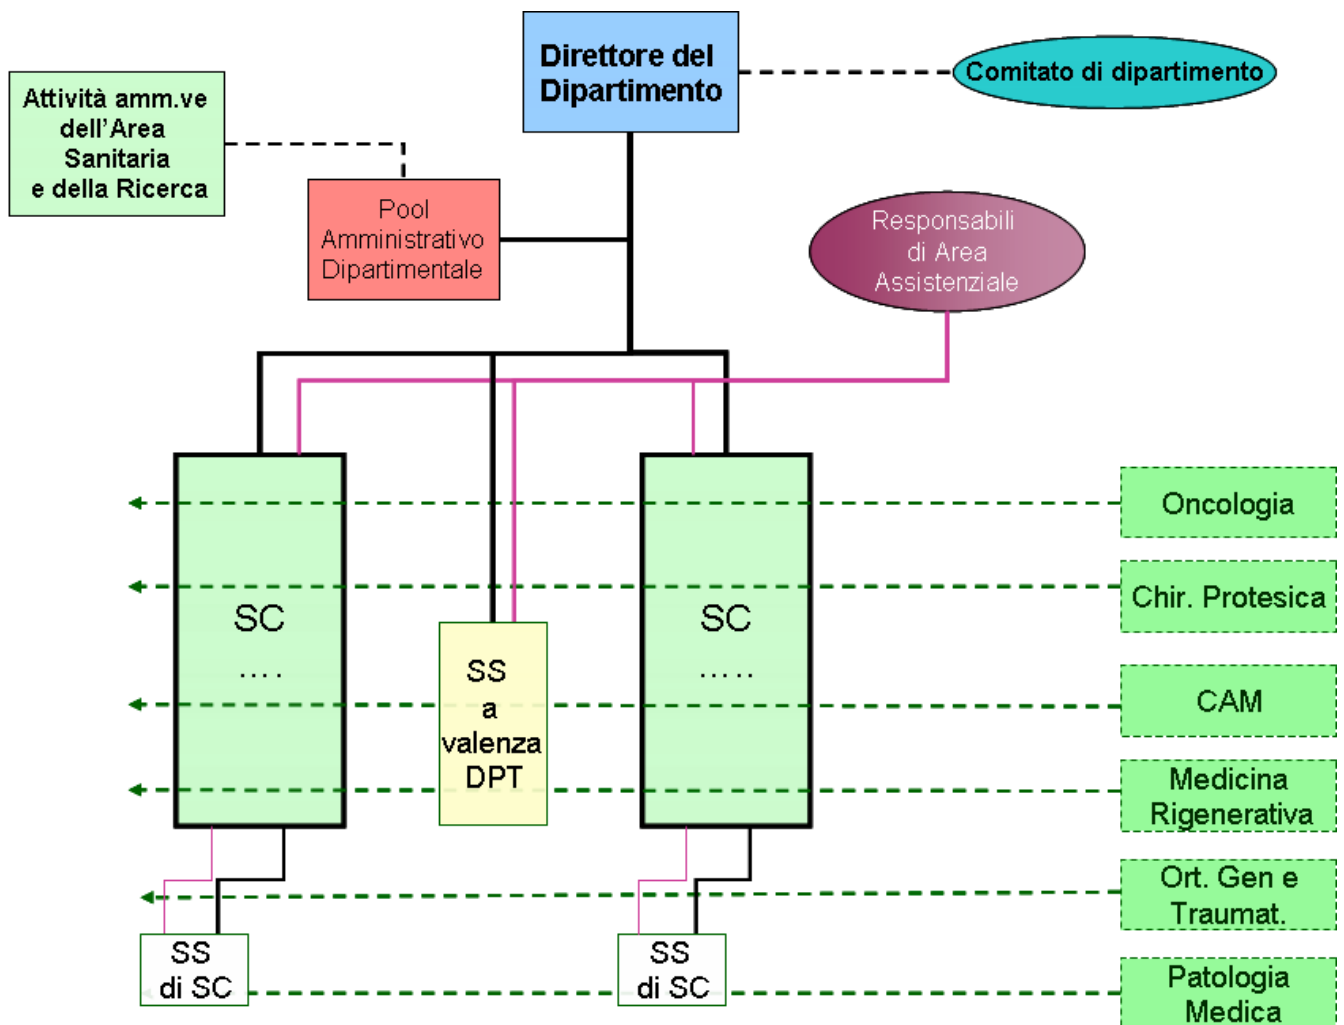 Direttore del
Dipartimento
Comitato di dipartimento
Attività amm.ve
dell'Area
Sanitaria
e della Ricerca
Pool
Amministrativo
Dipartimentale
Responsabili
di Area
Assistenziale
SC
....
SS
a
valenza
DPT
SC
.....
Oncologia
Chir. Protesica
CAM
Medicina
Rigenerativa
Ort. Gen e
Traumat.
SS
di SC
SS
di SC
Patologia
Medica